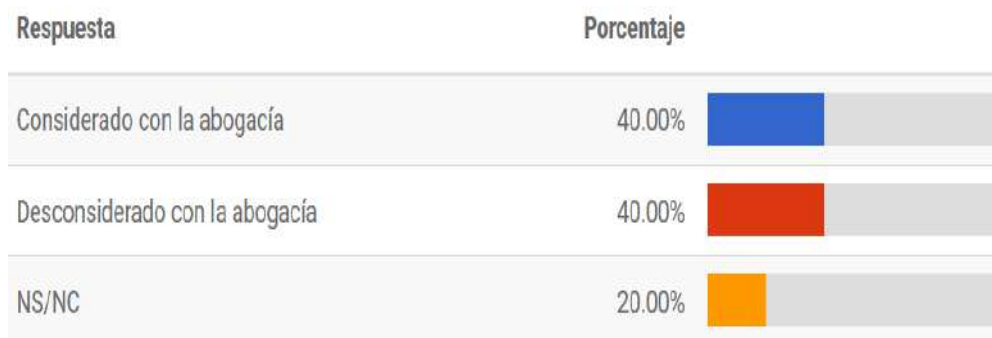 Respuesta Porcentaje
Considerado con la abogacía 40.00%
Desconsiderado con la abogacía 40.00%
NS/NC 20.00%